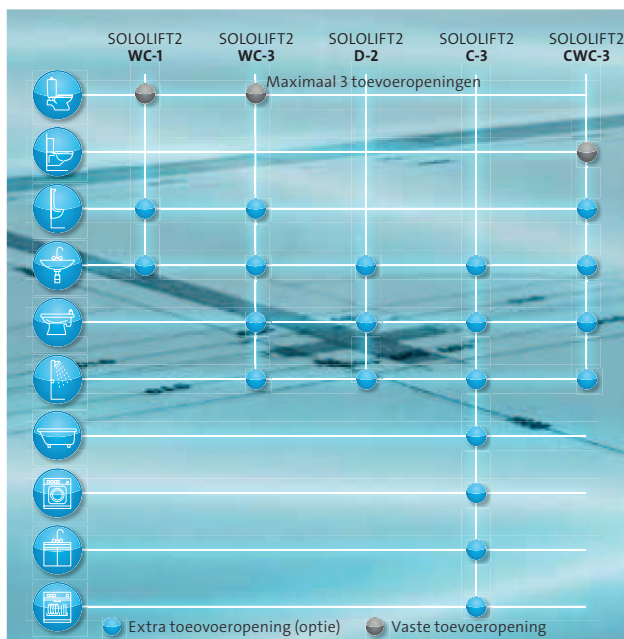 SOLOLIFT2 SOLOLIFT2 SOLOLIFT2 SOLOLIFT2 SOLOLIFT2
WC-1 WC-3 D-2 C-3 CWC-3
Maximaal 3 toevoeropeningen
Extra toeovoeropening (optie) Vaste toevoeropening